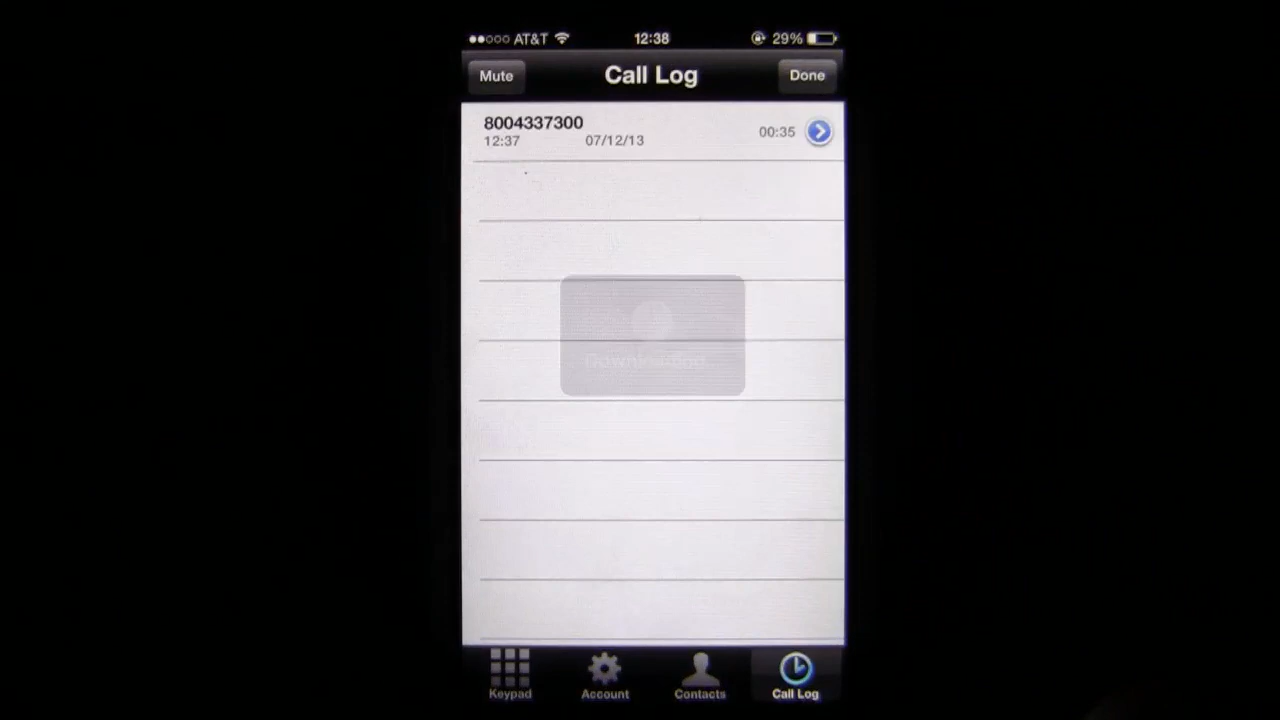 AT&T 12:38 29%
Mute Call Log Done
8004337300
12:37 07/12/13 00:35
Downloading
Keypad Account Contacts Call Log